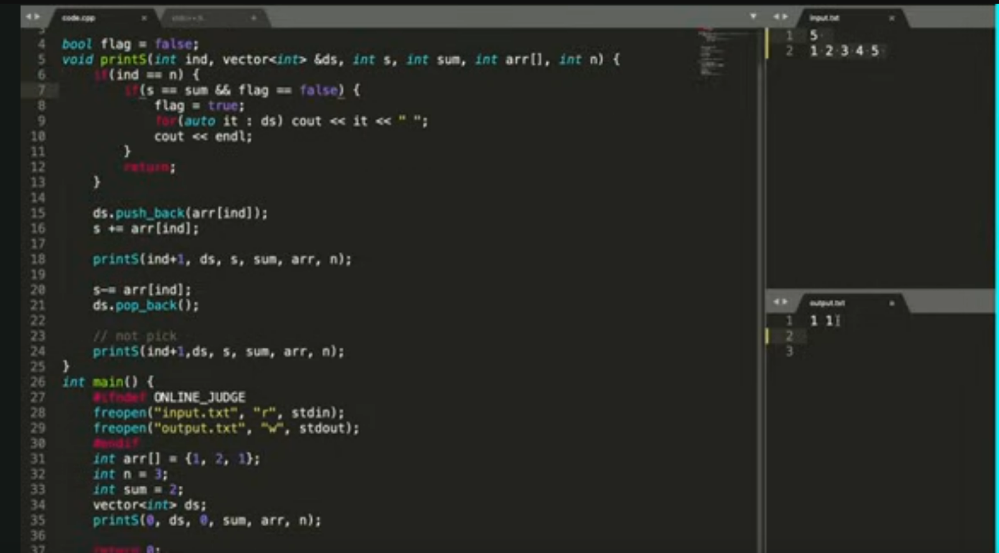 code.cpp
4 bool flag = false;
5 void printS(int ind, vector<int> &ds, int s, int sum, int arr[], int n) {
6 if(ind == n) {
7 if(s == sum && flag == false) {
8 flag = true;
9 for(auto it : ds) cout << it << " ";
10 cout << endl;
11 }
12 return;
13 }
14
15 ds.push_back(arr[ind]);
16 s += arr[ind];
17
18 printS(ind+1, ds, s, sum, arr, n);
19
20 s-= arr[ind];
21 ds.pop_back();
22
23 // not pick
24 printS(ind+1,ds, s, sum, arr, n);
25 }
26 int main() {
27 #ifndef ONLINE_JUDGE
28 freopen("input.txt", "r", stdin);
29 freopen("output.txt", "w", stdout);
30 #endif
31 int arr[] = {1, 2, 1};
32 int n = 3;
33 int sum = 2;
34 vector<int> ds;
35 printS(0, ds, 0, sum, arr, n);
36
37 return 0;
input.txt
1 5
2 1 2 3 4 5
output.txt
1 1 1
2
3